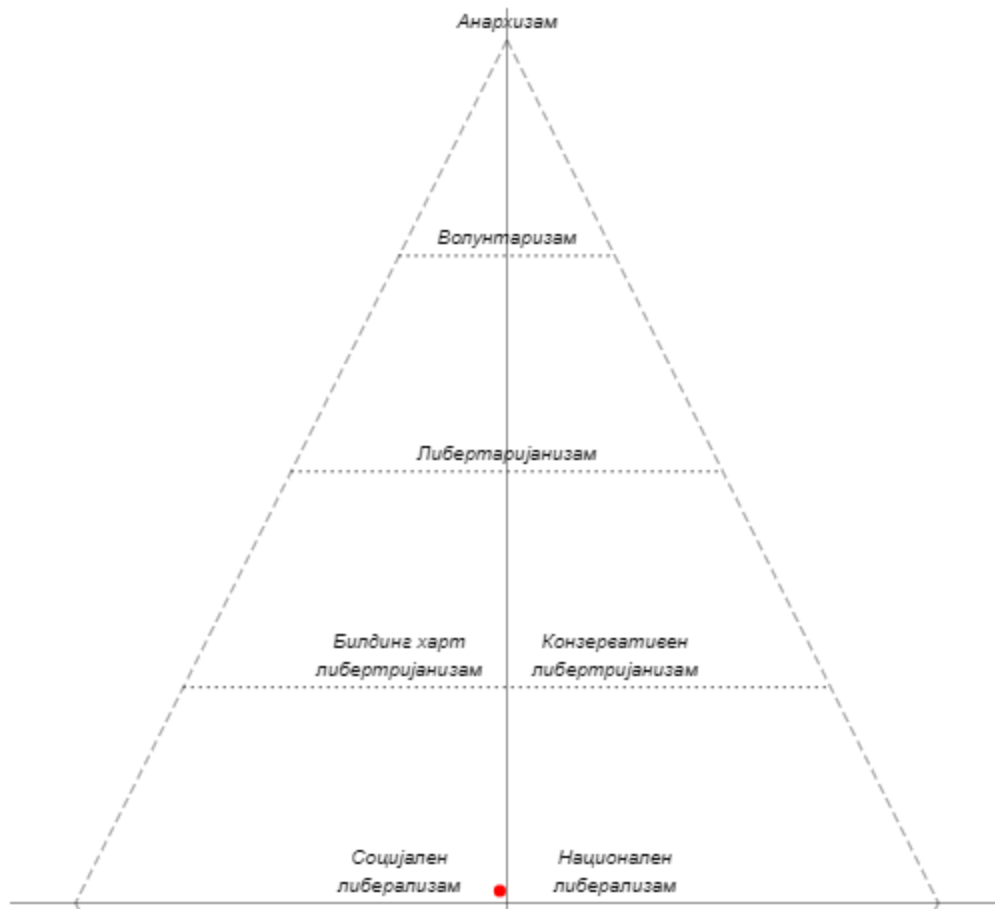 Анархизам
Волунтаризам
Либертаријанизам
Билдинг харт
либертријанизам
Конзервативен
либертријанизам
Социјален
либерализам
Национален
либерализам